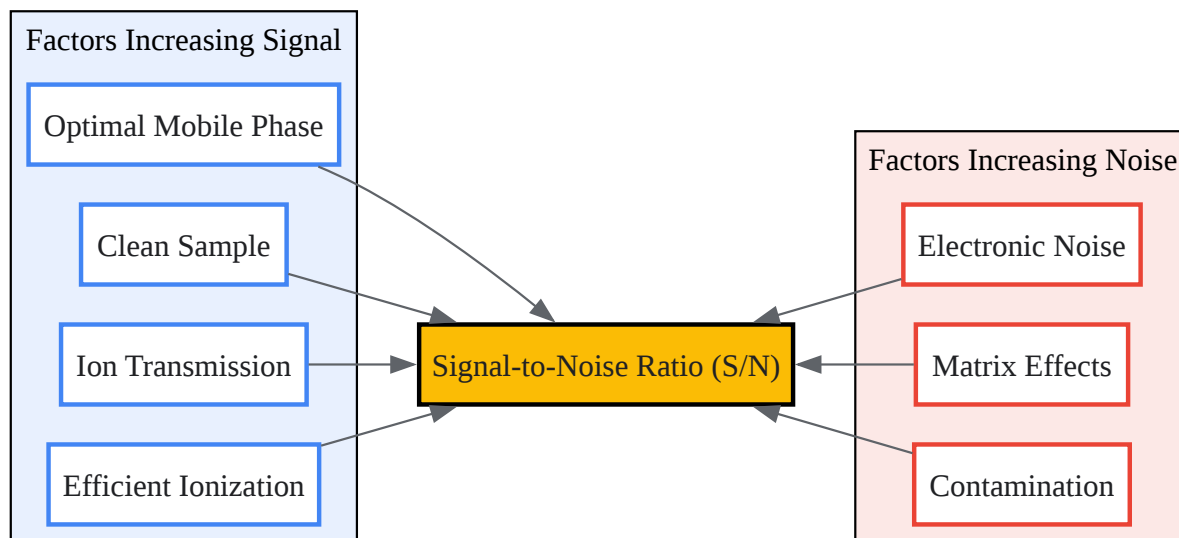 Factors Increasing Signal
Optimal Mobile Phase
Clean Sample
Ion Transmission
Efficient Ionization
Signal-to-Noise Ratio (S/N)
Factors Increasing Noise
Electronic Noise
Matrix Effects
Contamination